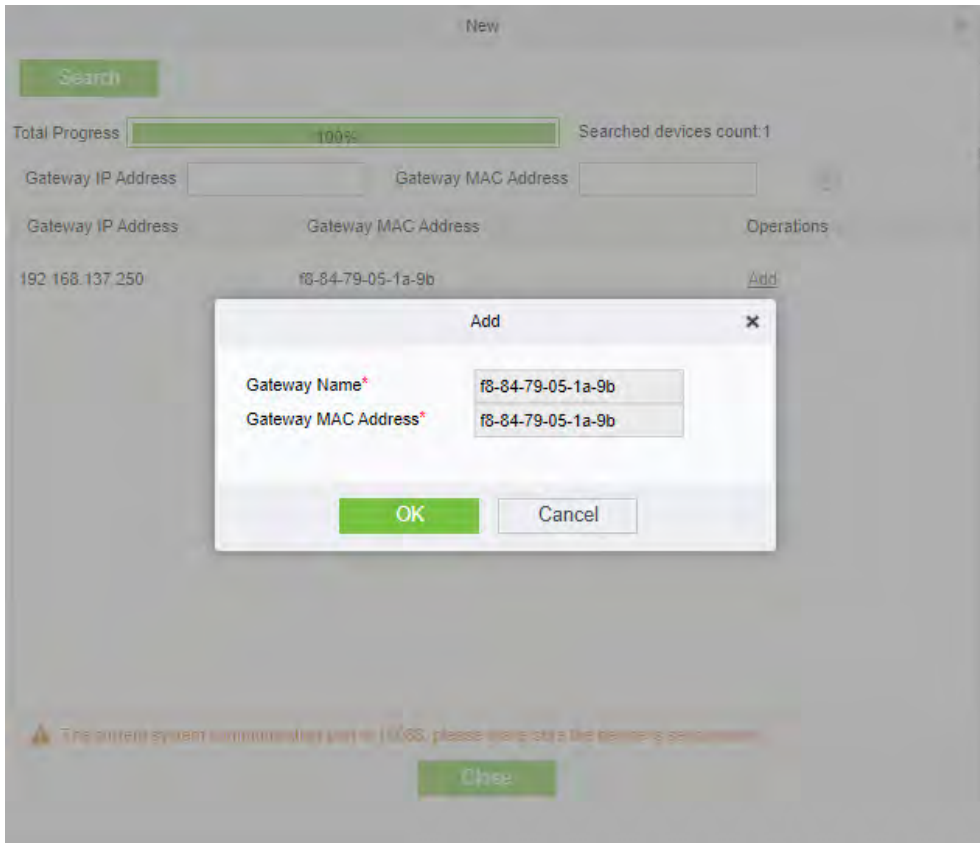 New
Search
Total Progress 100% Searched devices count:1
Gateway IP Address Gateway MAC Address
Gateway IP Address Gateway MAC Address Operations
192.168.137.250 f8-84-79-05-1a-9b Add
Add
Gateway Name* f8-84-79-05-1a-9b
Gateway MAC Address* f8-84-79-05-1a-9b
OK Cancel
The current system communication port is please make sure the device is
Close